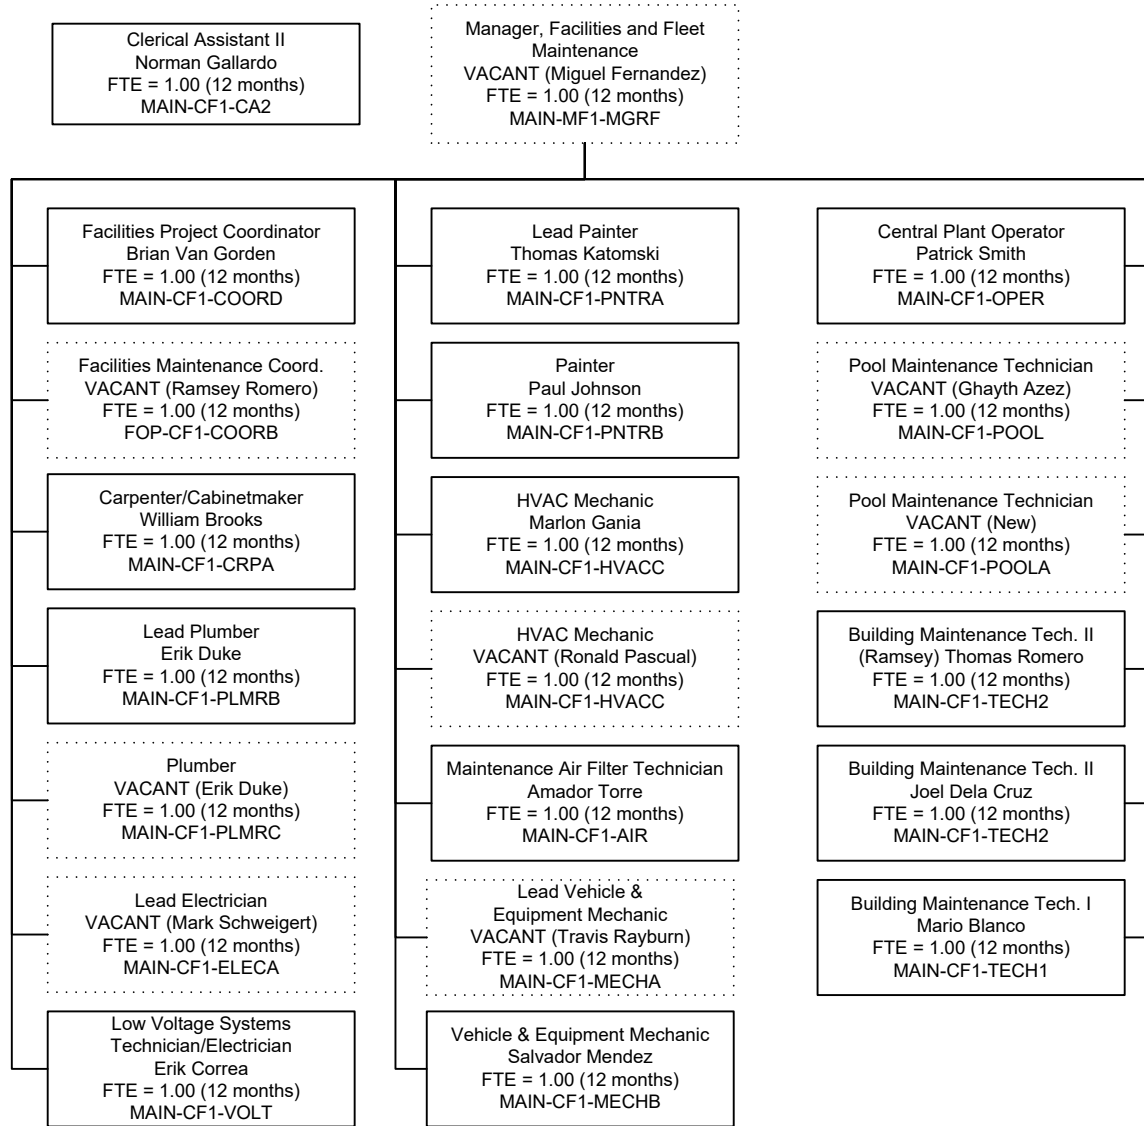 Clerical Assistant II
Norman Gallardo
FTE = 1.00 (12 months)
MAIN-CF1-CA2
Manager, Facilities and Fleet
Maintenance
VACANT (Miguel Fernandez)
FTE = 1.00 (12 months)
MAIN-MF1-MGRF
Facilities Project Coordinator
Brian Van Gorden
FTE = 1.00 (12 months)
MAIN-CF1-COORD
Facilities Maintenance Coord.
VACANT (Ramsey Romero)
FTE = 1.00 (12 months)
FOP-CF1-COORB
Carpenter/Cabinetmaker
William Brooks
FTE = 1.00 (12 months)
MAIN-CF1-CRPA
Lead Plumber
Erik Duke
FTE = 1.00 (12 months)
MAIN-CF1-PLMRB
Plumber
VACANT (Erik Duke)
FTE = 1.00 (12 months)
MAIN-CF1-PLMRC
Lead Electrician
VACANT (Mark Schweigert)
FTE = 1.00 (12 months)
MAIN-CF1-ELECA
Low Voltage Systems
Technician/Electrician
Erik Correa
FTE = 1.00 (12 months)
MAIN-CF1-VOLT
Lead Painter
Thomas Katomski
FTE = 1.00 (12 months)
MAIN-CF1-PNTRA
Painter
Paul Johnson
FTE = 1.00 (12 months)
MAIN-CF1-PNTRB
HVAC Mechanic
Marlon Gania
FTE = 1.00 (12 months)
MAIN-CF1-HVACC
HVAC Mechanic
VACANT (Ronald Pascual)
FTE = 1.00 (12 months)
MAIN-CF1-HVACC
Maintenance Air Filter Technician
Amador Torre
FTE = 1.00 (12 months)
MAIN-CF1-AIR
Lead Vehicle &
Equipment Mechanic
VACANT (Travis Rayburn)
FTE = 1.00 (12 months)
MAIN-CF1-MECHA
Vehicle & Equipment Mechanic
Salvador Mendez
FTE = 1.00 (12 months)
MAIN-CF1-MECHB
Central Plant Operator
Patrick Smith
FTE = 1.00 (12 months)
MAIN-CF1-OPER
Pool Maintenance Technician
VACANT (Ghayth Azez)
FTE = 1.00 (12 months)
MAIN-CF1-POOL
Pool Maintenance Technician
VACANT (New)
FTE = 1.00 (12 months)
MAIN-CF1-POOLA
Building Maintenance Tech. II
(Ramsey) Thomas Romero
FTE = 1.00 (12 months)
MAIN-CF1-TECH2
Building Maintenance Tech. II
Joel Dela Cruz
FTE = 1.00 (12 months)
MAIN-CF1-TECH2
Building Maintenance Tech. I
Mario Blanco
FTE = 1.00 (12 months)
MAIN-CF1-TECH1